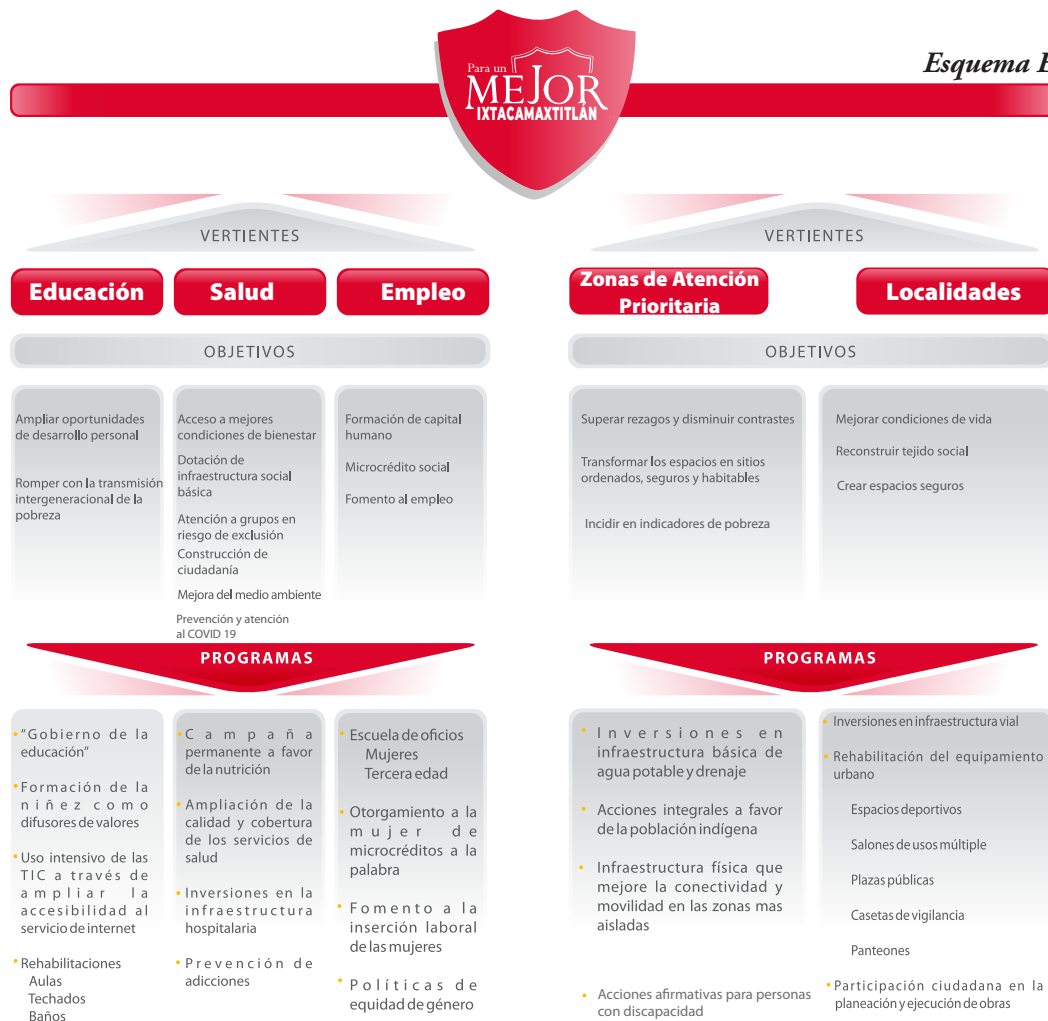 Para un
MEJOR
IXTACAMAXTITLÁN
Esquema E
VERTIENTES
Educación
Salud
Empleo
OBJETIVOS
Ampliar oportunidades
de desarrollo personal
Romper con la transmisión
intergeneracional de la
pobreza
Acceso a mejores
condiciones de bienestar
Dotación de
infraestructura social
básica
Atención a grupos en
riesgo de exclusión
Construcción de
ciudadanía
Mejora del medio ambiente
Prevención y atención
al COVID 19
Formación de capital
humano
Microcrédito social
Fomento al empleo
PROGRAMAS
• "Gobierno de la
educación"
• Formación de la
niñez como
difusores de valores
• Uso intensivo de las
TIC a través de
ampliar la
accesibilidad al
servicio de internet
• Rehabilitaciones
Aulas
Techados
Baños
• Campaña
permanente a favor
de la nutrición
• Ampliación de la
calidad y cobertura
de los servicios de
salud
• Inversiones en la
infraestructura
hospitalaria
• Prevención de
adicciones
• Escuela de oficios
Mujeres
Tercera edad
• Otorgamiento a la
mujer de
microcréditos a la
palabra
• Fomento a la
inserción laboral
de las mujeres
• Políticas de
equidad de género
VERTIENTES
Zonas de Atención
Prioritaria
Localidades
OBJETIVOS
Superar rezagos y disminuir contrastes
Transformar los espacios en sitios
ordenados, seguros y habitables
Incidir en indicadores de pobreza
Mejorar condiciones de vida
Reconstruir tejido social
Crear espacios seguros
PROGRAMAS
• Inversiones en
infraestructura básica de
agua potable y drenaje
• Acciones integrales a favor
de la población indígena
• Infraestructura física que
mejore la conectividad y
movilidad en las zonas mas
aisladas
• Acciones afirmativas para personas
con discapacidad
• Inversiones en infraestructura vial
• Rehabilitación del equipamiento
urbano
Espacios deportivos
Salones de usos múltiple
Plazas públicas
Casetas de vigilancia
Panteones
• Participación ciudadana en la
planeación y ejecución de obras